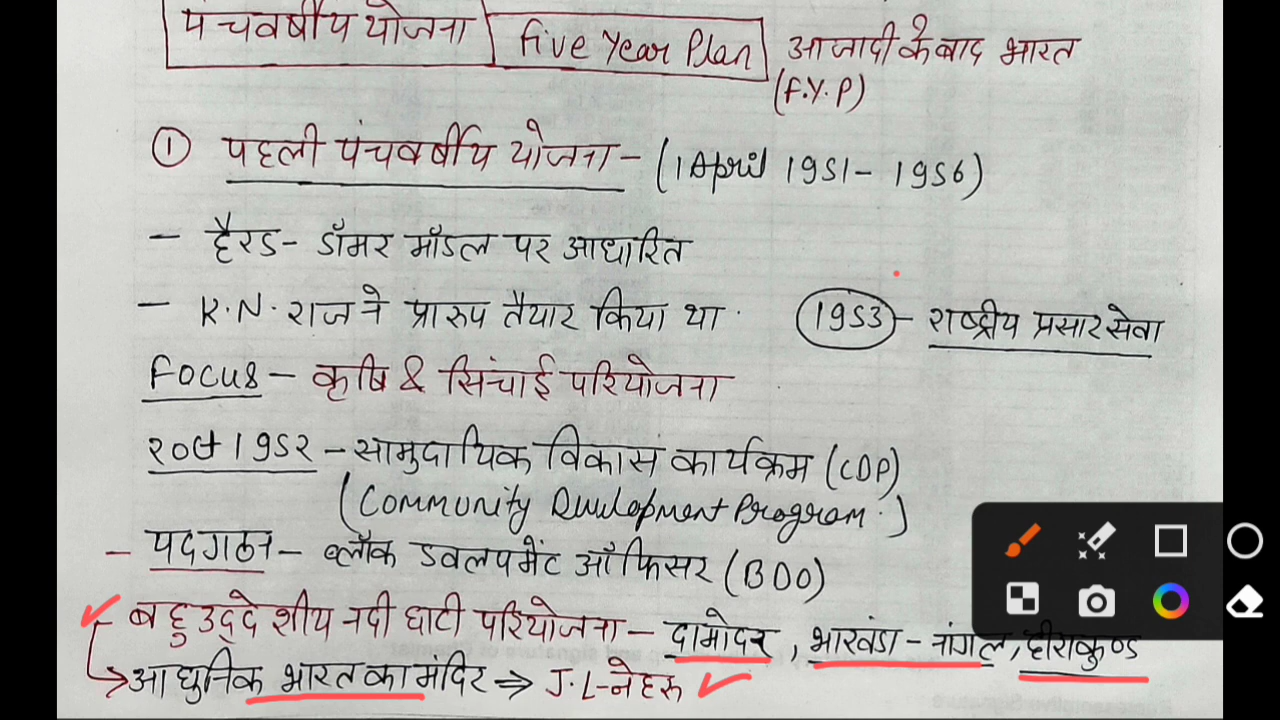 पंचवर्षीय योजना Five Year Plan आजादी के बाद भारत
(F.Y.P)
① पहली पंचवर्षीय योजना - (1 April 1951 - 1956)
- हैरड - डॉमर मॉडल पर आधारित
- K.N. राज ने प्रारुप तैयार किया था.
1953 - राष्ट्रीय प्रसार सेवा
Focus - कृषि & सिंचाई परियोजना
2 Oct 1952 - सामुदायिक विकास कार्यक्रम (CDP)
(Community Development Program.)
- पदगठन - ब्लॉक डवलपमेंट ऑफिसर (BDO)
बहुउद्देशीय नदी घाटी परियोजना - दामोदर, भाखंडा - नांगल, हीराकुण्ड
→ आधुनिक भारत का मंदिर ⇒ J.L-नेहरू